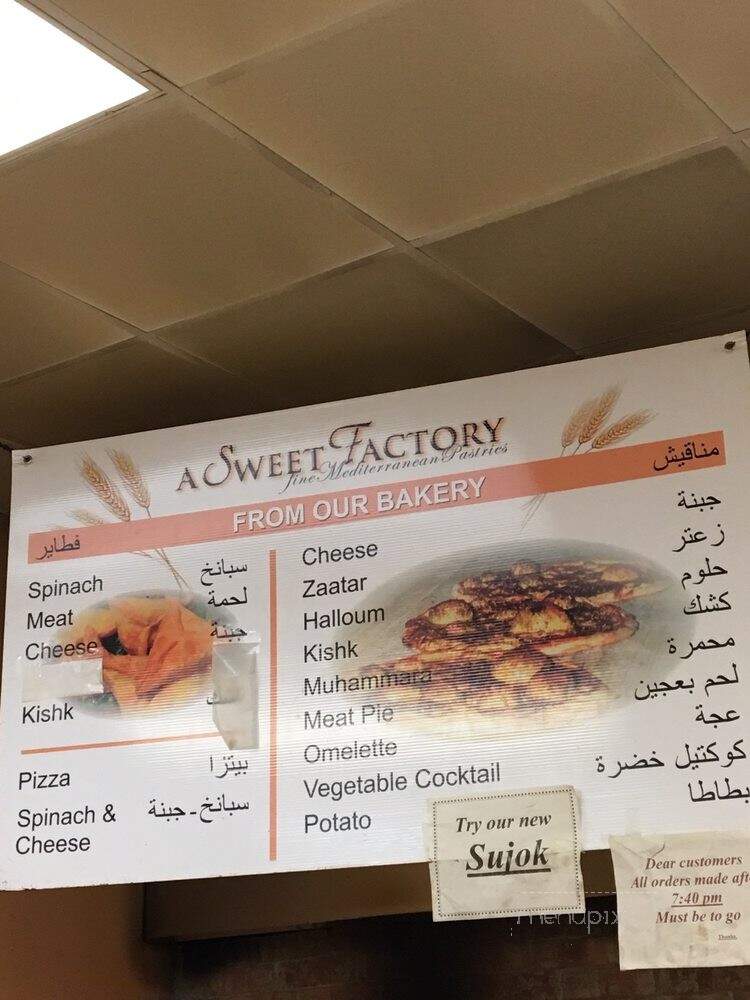 A SWEET FACTORY
fine Mediterranean Pastries
FROM OUR BAKERY
فطاير
Spinach سبانخ
Meat لحمة
Cheese جبنة
Kishk
Pizza بيتزا
Spinach & سبانخ - جبنة
Cheese
مناقيش
Cheese جبنة
Zaatar زعتر
Halloum حلوم
Kishk كشك
Muhammara محمرة
Meat Pie لحم بعجين
Omelette عجة
Vegetable Cocktail كوكتيل خضرة
Potato بطاطا
Try our new
Sujok
Dear customers
All orders made
7:40 pm
Must be to go
Thanks.
menupix